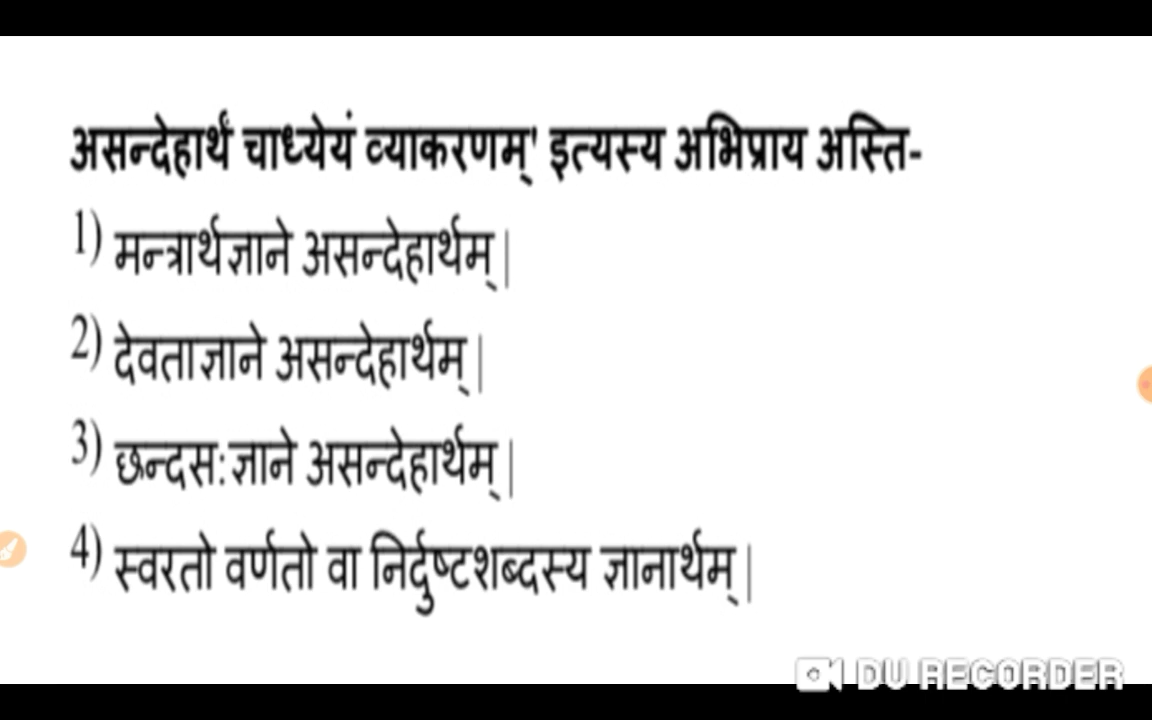 असन्देहार्थं चाध्येयं व्याकरणम्' इत्यस्य अभिप्राय अस्ति-
1) मन्त्रार्थज्ञाने असन्देहार्थम् |
2) देवताज्ञाने असन्देहार्थम् |
3) छन्दस:ज्ञाने असन्देहार्थम् |
4) स्वरतो वर्णतो वा निर्दुष्टशब्दस्य ज्ञानार्थम् |
DU RECORDER